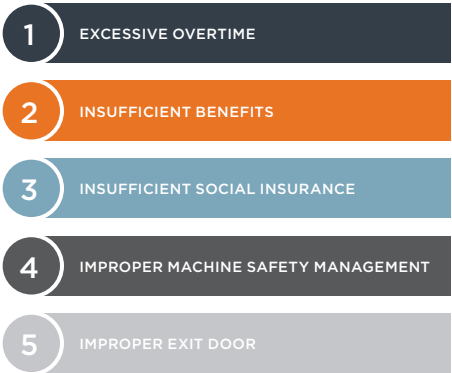 1 EXCESSIVE OVERTIME
2 INSUFFICIENT BENEFITS
3 INSUFFICIENT SOCIAL INSURANCE
4 IMPROPER MACHINE SAFETY MANAGEMENT
5 IMPROPER EXIT DOOR